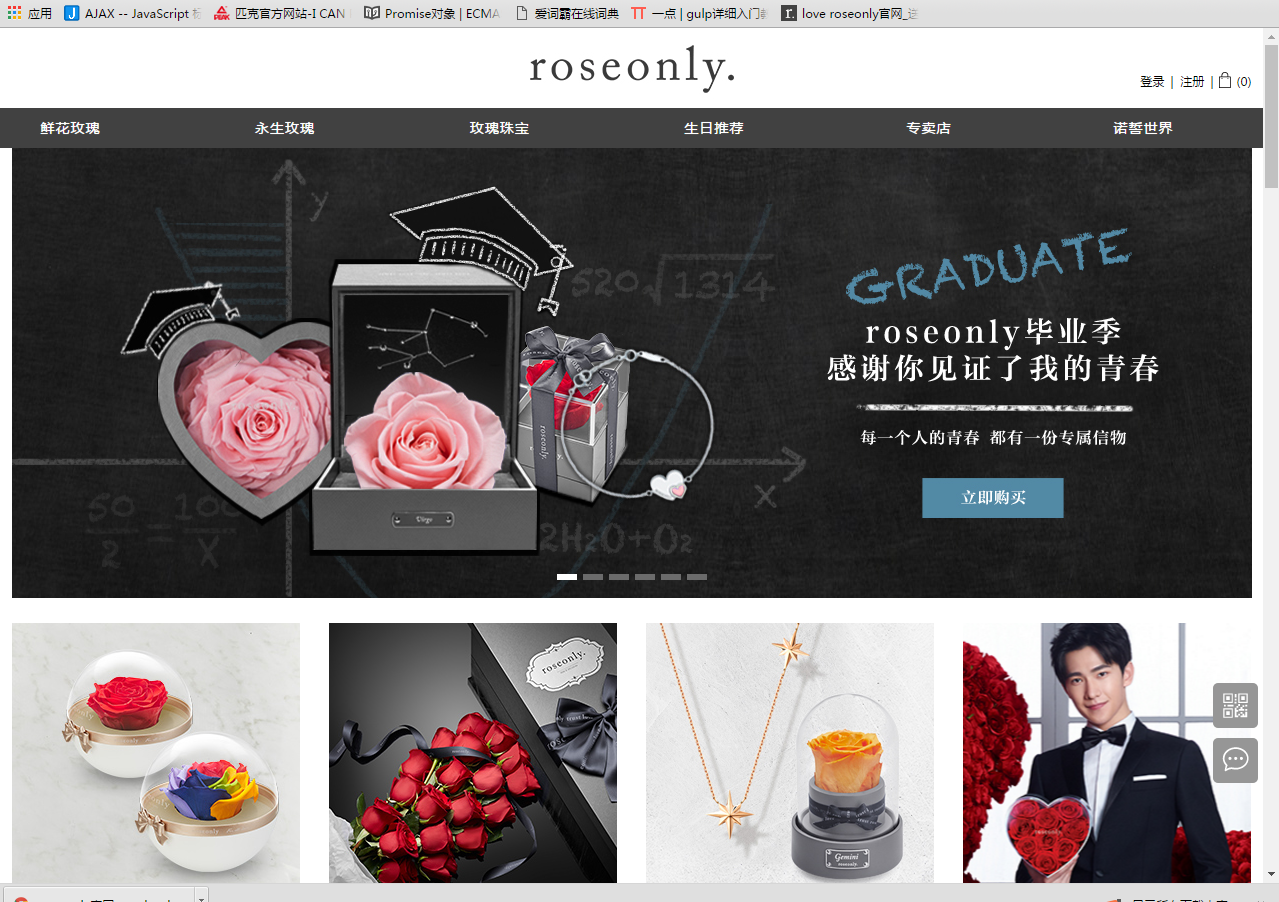 应用 AJAX -- JavaScript 匹克官方网站-I CAN Promise对象 | ECMA 爱词霸在线词典 一点 | gulp详细入门 love roseonly官网_
roseonly.
登录 | 注册 | (0)
鲜花玫瑰 永生玫瑰 玫瑰珠宝 生日推荐 专卖店 诺誓世界
y
520√1314
GRADUATE
roseonly毕业季
感谢你见证了我的青春
每一个人的青春 都有一份专属信物
立即购买
roseonly.
Virgo
X
50
2
=
100
X
2H₂O+O₂
roseonly.
Gemini
roseonly